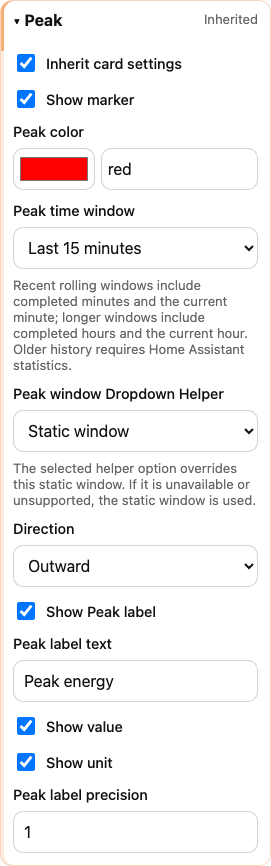 ▾ Peak Inherited
Inherit card settings
Show marker
Peak color
red
Peak time window
Last 15 minutes
Recent rolling windows include
completed minutes and the current
minute; longer windows include
completed hours and the current hour.
Older history requires Home Assistant
statistics.
Peak window Dropdown Helper
Static window
The selected helper option overrides
this static window. If it is unavailable or
unsupported, the static window is used.
Direction
Outward
Show Peak label
Peak label text
Peak energy
Show value
Show unit
Peak label precision
1